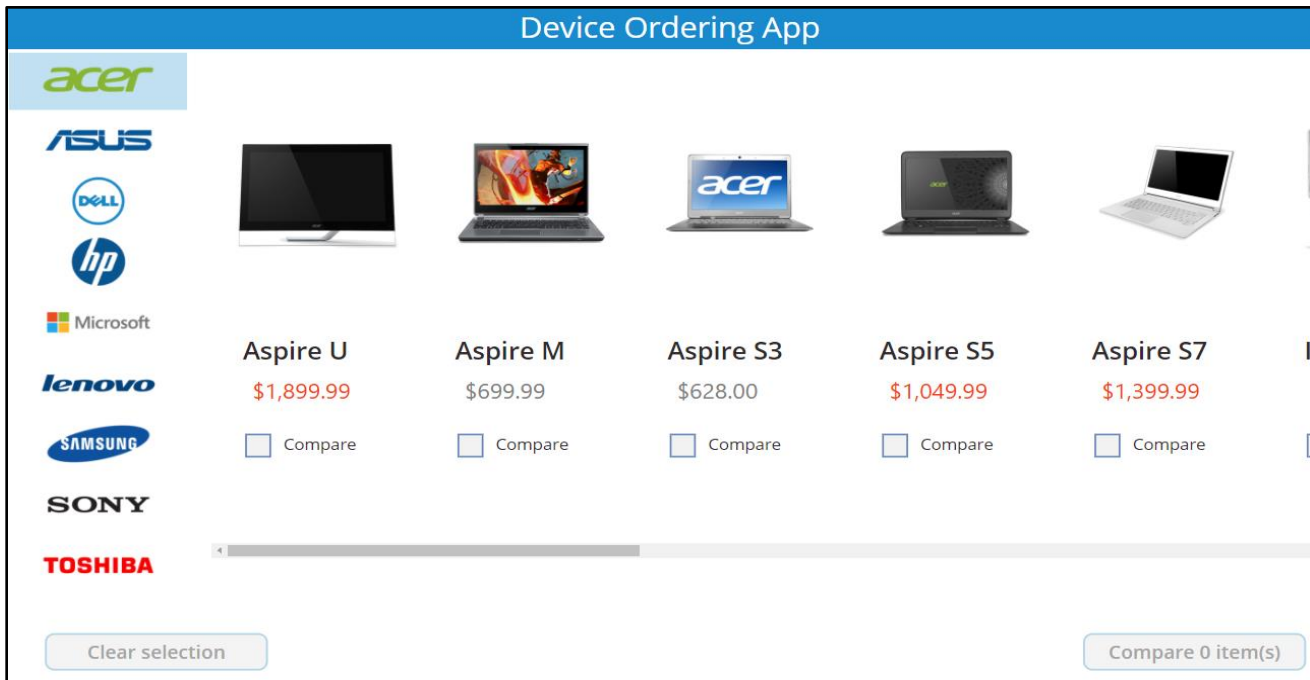 Device Ordering App
acer
ASUS
DELL
hp
Microsoft
lenovo
SAMSUNG
SONY
TOSHIBA
acer
acer
Aspire U
Aspire M
Aspire S3
Aspire S5
Aspire S7
$1,899.99
$699.99
$628.00
$1,049.99
$1,399.99
Compare
Compare
Compare
Compare
Compare
Clear selection
Compare 0 item(s)